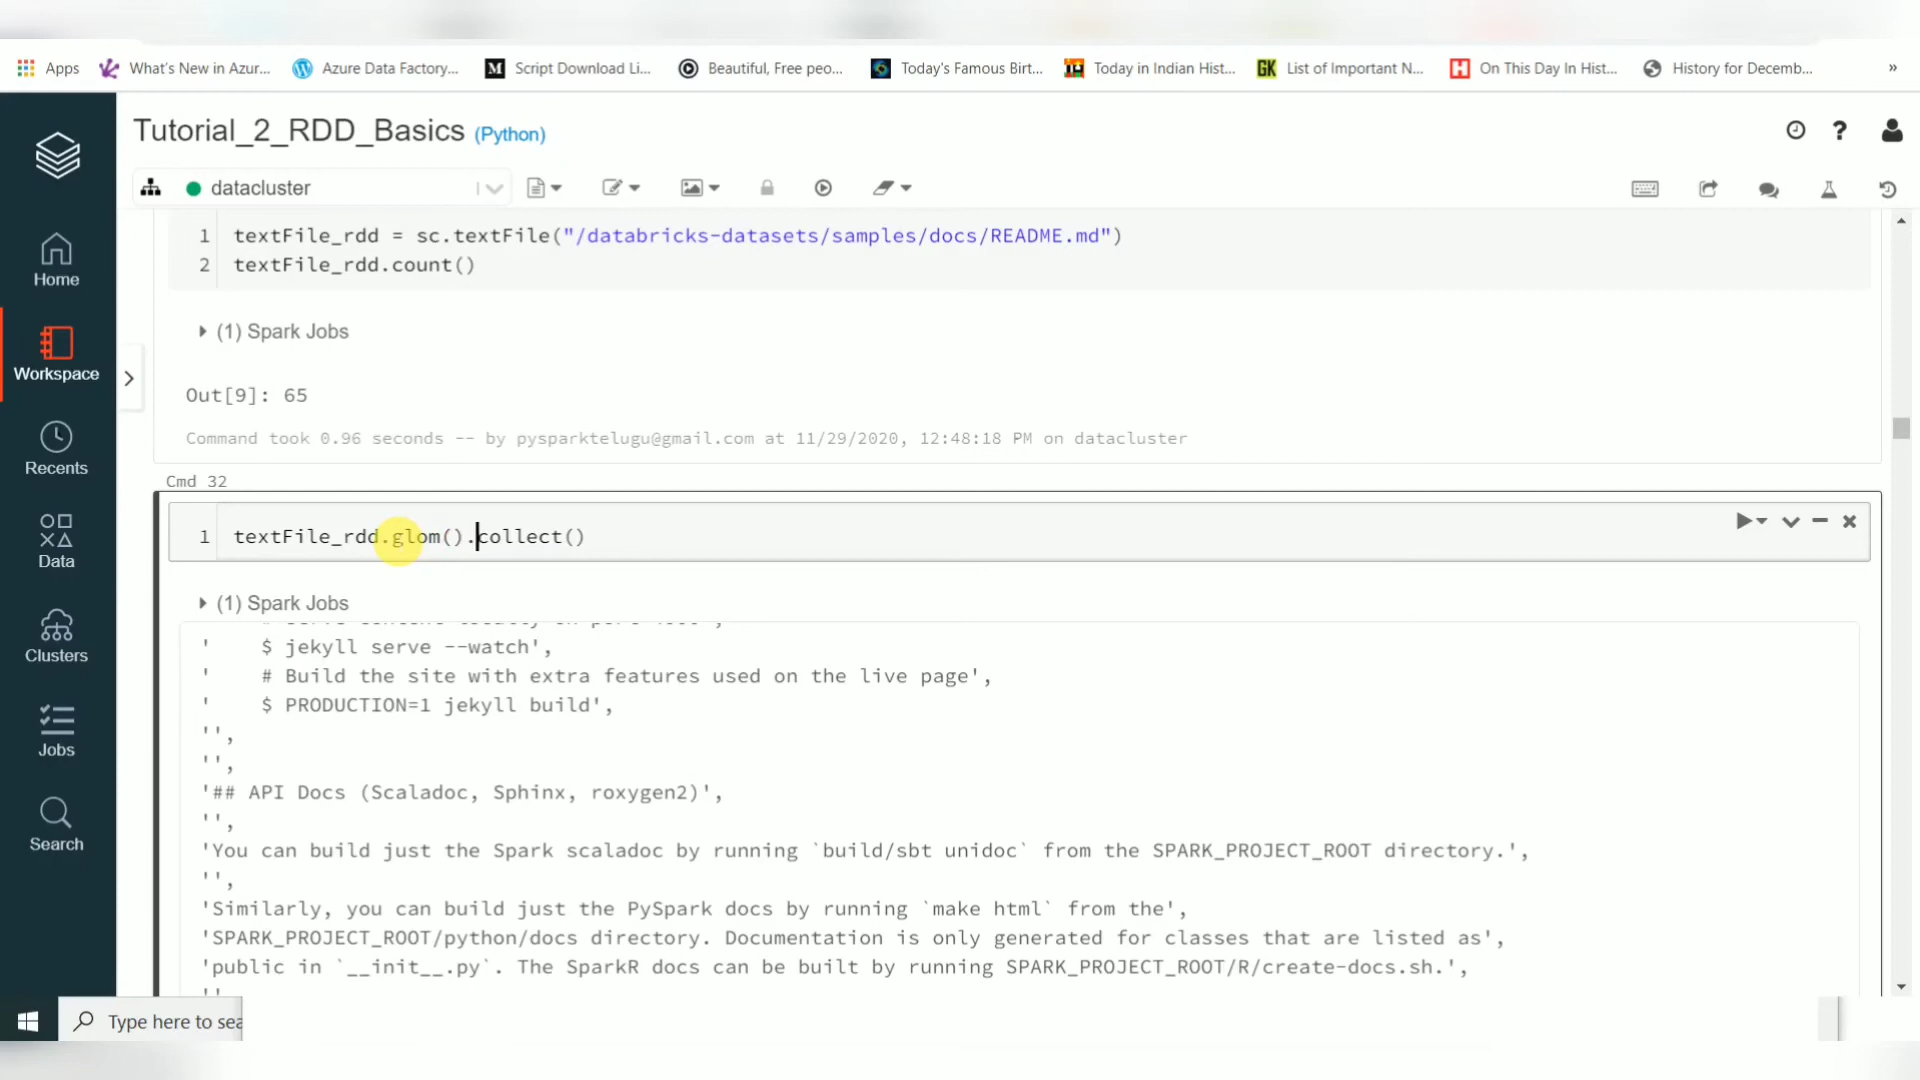 Apps What's New in Azur... Azure Data Factory... Script Download Li... Beautiful, Free peo... Today's Famous Birt... Today in Indian Hist... GK List of Important N... On This Day In Hist... History for Decemb... »
Tutorial_2_RDD_Basics (Python)
datacluster
Home
Workspace
Recents
Data
Clusters
Jobs
Search
1 textFile_rdd = sc.textFile("/databricks-datasets/samples/docs/README.md")
2 textFile_rdd.count()
(1) Spark Jobs
Out[9]: 65
Command took 0.96 seconds -- by pysparktelugu@gmail.com at 11/29/2020, 12:48:18 PM on datacluster
Cmd 32
1 textFile_rdd.glom().collect()
(1) Spark Jobs
'    $ jekyll serve --watch',
'    # Build the site with extra features used on the live page',
'    $ PRODUCTION=1 jekyll build',
'',
'',
'## API Docs (Scaladoc, Sphinx, roxygen2)',
'',
'You can build just the Spark scaladoc by running `build/sbt unidoc` from the SPARK_PROJECT_ROOT directory.',
'',
'Similarly, you can build just the PySpark docs by running `make html` from the',
'SPARK_PROJECT_ROOT/python/docs directory. Documentation is only generated for classes that are listed as',
'public in `__init__.py`. The SparkR docs can be built by running SPARK_PROJECT_ROOT/R/create-docs.sh.',
Type here to sea